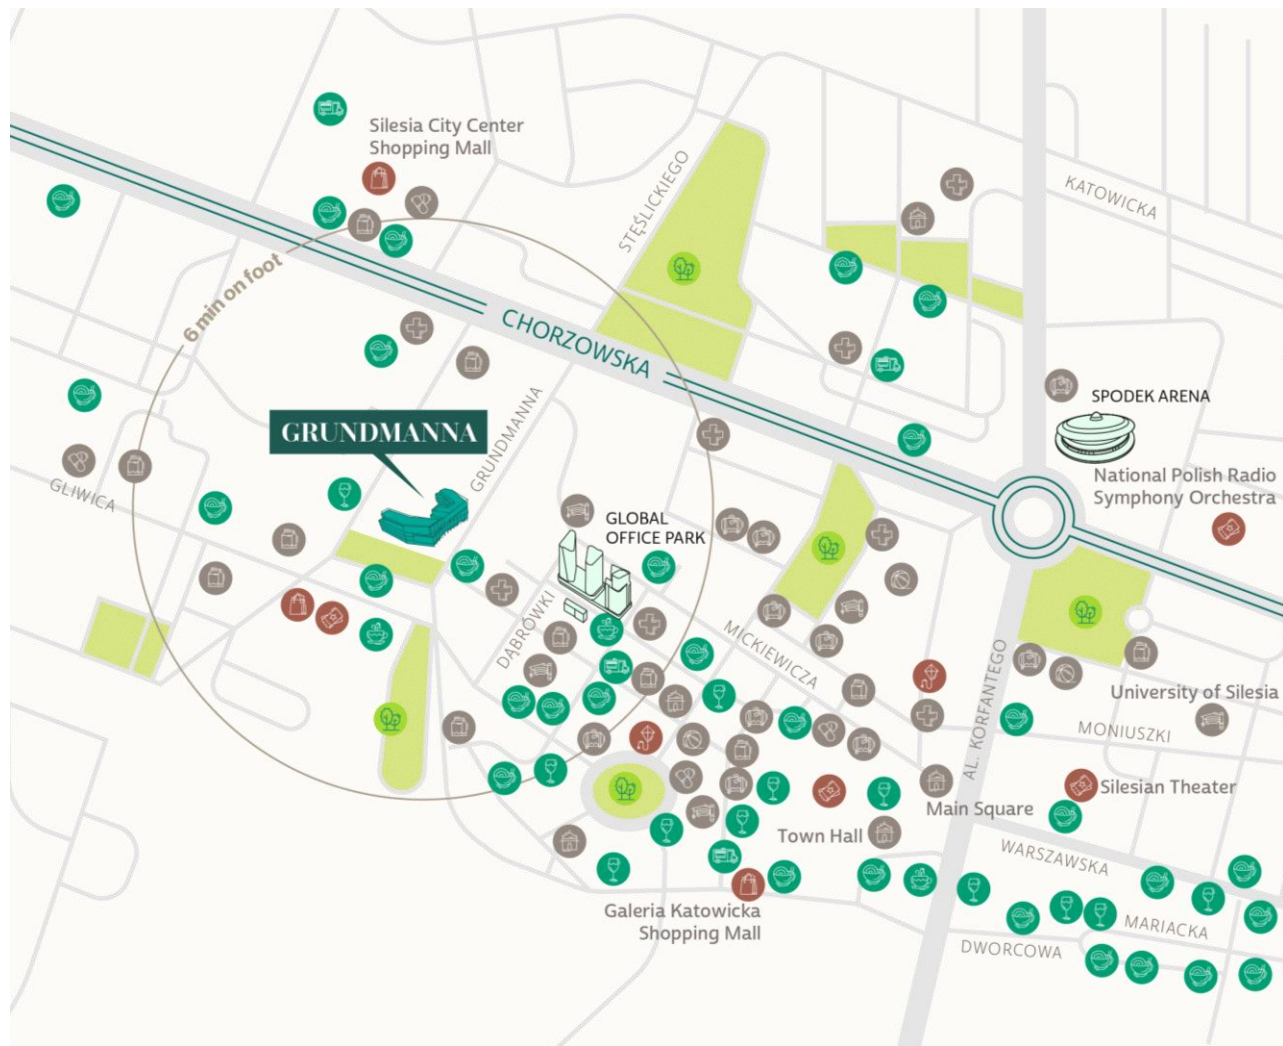 Silesia City Center
Shopping Mall
STĘŚLICKIEGO
KATOWICKA
6 min on foot
CHORZOWSKA
SPODEK ARENA
GRUNDMANNA
GRUNDMANNA
National Polish Radio
Symphony Orchestra
GLIWICA
GLOBAL
OFFICE PARK
DĄBRÓWKI
MICKIEWICZA
AL. KORFANTEGO
University of Silesia
MONIUSZKI
Silesian Theater
Main Square
Town Hall
WARSZAWSKA
Galeria Katowicka
Shopping Mall
MARIACKA
DWORCOWA